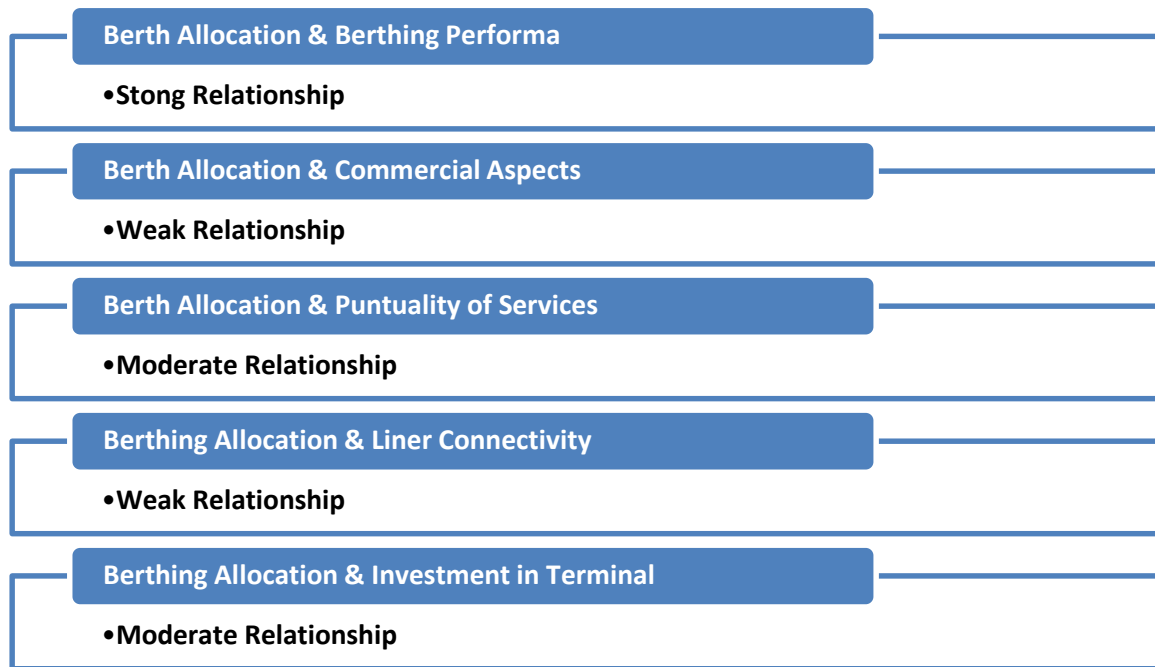 Berth Allocation & Berthing Performa
•Stong Relationship
Berth Allocation & Commercial Aspects
•Weak Relationship
Berth Allocation & Puntuality of Services
•Moderate Relationship
Berthing Allocation & Liner Connectivity
•Weak Relationship
Berthing Allocation & Investment in Terminal
•Moderate Relationship